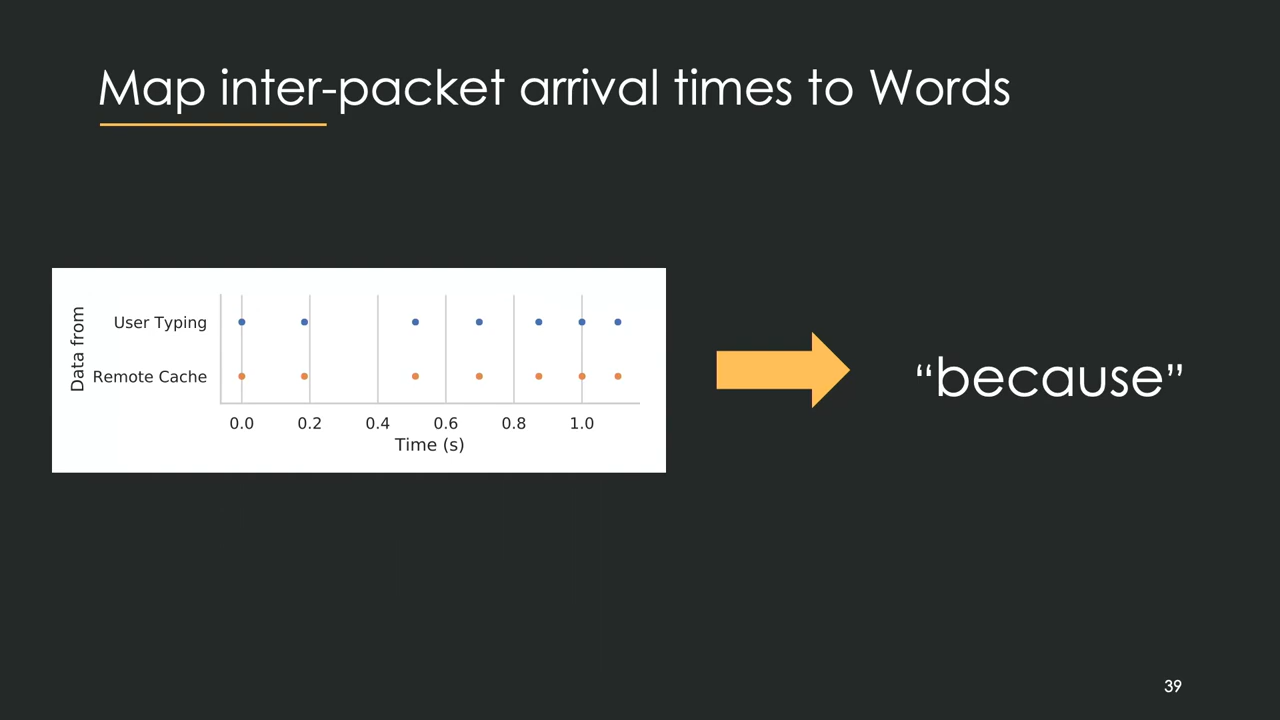 Map inter-packet arrival times to Words
Data from
User Typing
Remote Cache
0.0 0.2 0.4 0.6 0.8 1.0
Time (s)
“because”
39